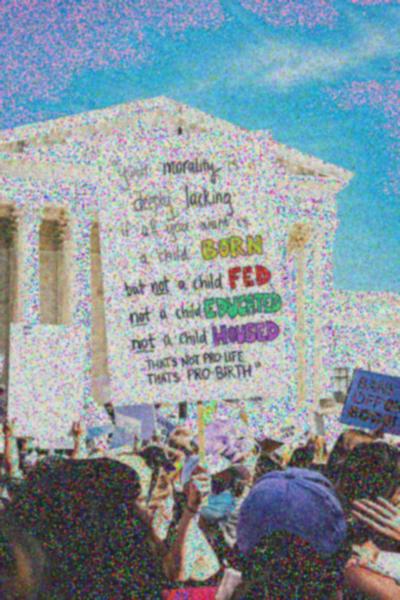 "your morality is
deeply lacking
if all you want is
a child BORN
but not a child FED
not a child EDUCATED
not a child HOUSED
THAT'S NOT PRO-LIFE
THAT'S PRO-BIRTH"
OFF